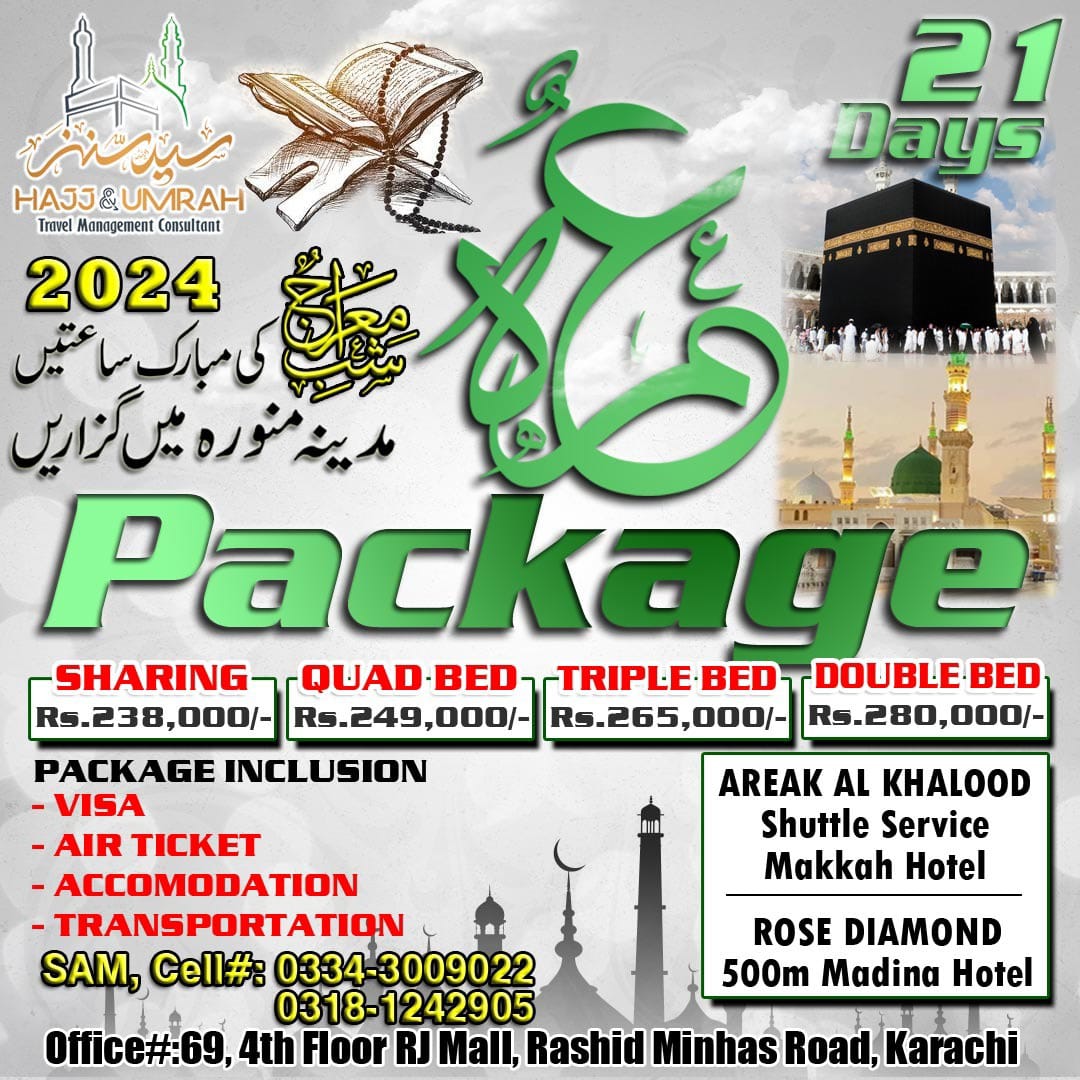 سیدسنز
HAJJ & UMRAH
Travel Management Consultant
21
Days
عمرہ
2024
شبِ معراج
کی مبارک ساعتیں
مدینہ منورہ میں گزاریں
Package
SHARING
Rs.238,000/-
QUAD BED
Rs.249,000/-
TRIPLE BED
Rs.265,000/-
DOUBLE BED
Rs.280,000/-
PACKAGE INCLUSION
- VISA
- AIR TICKET
- ACCOMODATION
- TRANSPORTATION
AREAK AL KHALOOD
Shuttle Service
Makkah Hotel
ROSE DIAMOND
500m Madina Hotel
SAM, Cell#: 0334-3009022
0318-1242905
Office#:69, 4th Floor RJ Mall, Rashid Minhas Road, Karachi